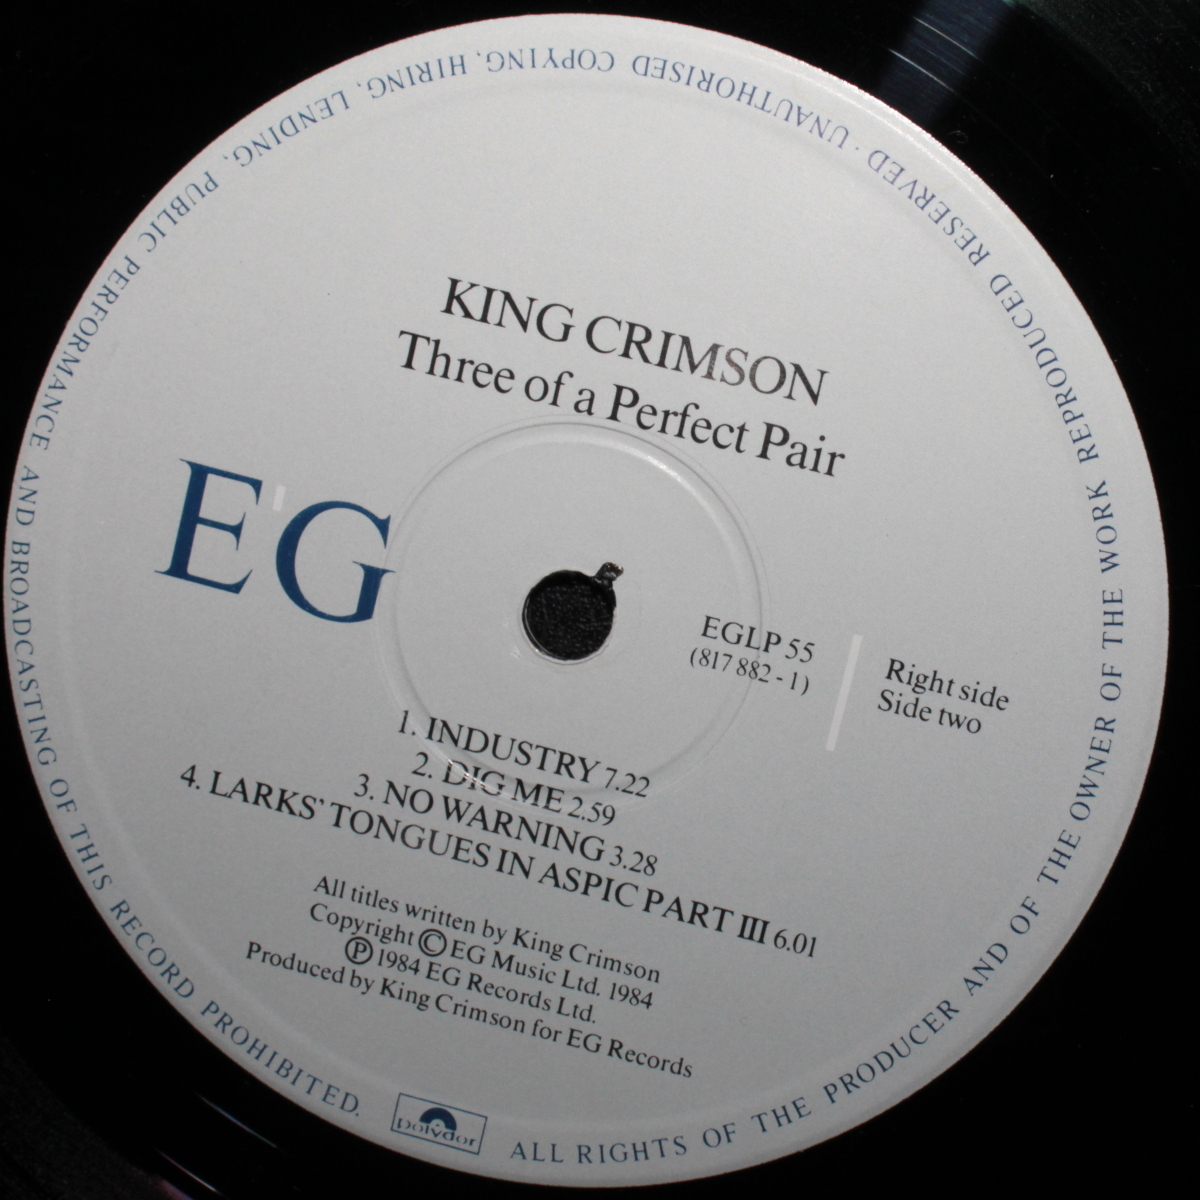 KING CRIMSON
Three of a Perfect Pair
E'G
EGLP 55
(817 882 - 1)
Right side
Side two
1. INDUSTRY 7.22
2. DIG ME 2.59
3. NO WARNING 3.28
4. LARKS' TONGUES IN ASPIC PART III 6.01
All titles written by King Crimson
Copyright © EG Music Ltd. 1984
℗ 1984 EG Records Ltd.
Produced by King Crimson for EG Records
polydor
ALL RIGHTS OF THE PRODUCER AND OF THE OWNER OF THE WORK REPRODUCED RESERVED · UNAUTHORISED COPYING, HIRING, LENDING, PUBLIC PERFORMANCE AND BROADCASTING OF THIS RECORD PROHIBITED.